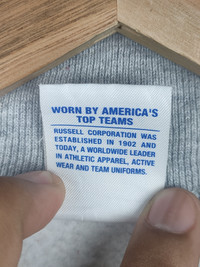 WORN BY AMERICA'S
TOP TEAMS
RUSSELL CORPORATION WAS
ESTABLISHED IN 1902 AND
TODAY, A WORLDWIDE LEADER
IN ATHLETIC APPAREL, ACTIVE
WEAR AND TEAM UNIFORMS.